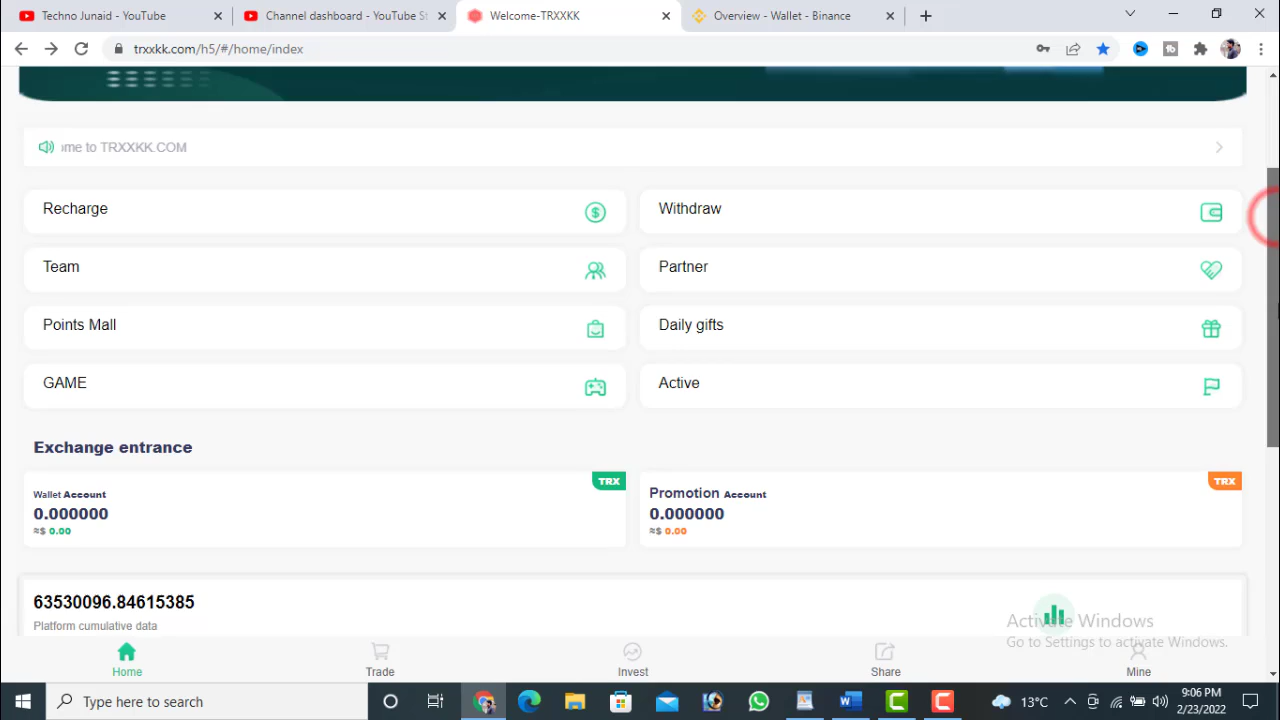 Techno Junaid - YouTube
Channel dashboard - YouTube St
Welcome-TRXXKK
Overview - Wallet - Binance
trxxkk.com/h5/#/home/index
ome to TRXXKK.COM
Recharge
Withdraw
Team
Partner
Points Mall
Daily gifts
GAME
Active
Exchange entrance
Wallet Account
TRX
0.000000
≈$ 0.00
Promotion Account
TRX
0.000000
≈$ 0.00
63530096.84615385
Platform cumulative data
Activate Windows
Go to Settings to activate Windows.
Home
Trade
Invest
Share
Mine
Type here to search
13°C
9:06 PM
2/23/2022